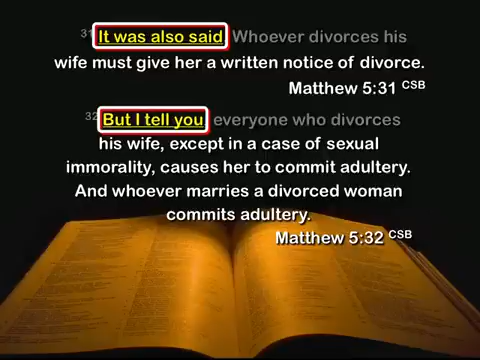 31 It was also said, Whoever divorces his
wife must give her a written notice of divorce.
Matthew 5:31 CSB
32 But I tell you, everyone who divorces
his wife, except in a case of sexual
immorality, causes her to commit adultery.
And whoever marries a divorced woman
commits adultery.
Matthew 5:32 CSB